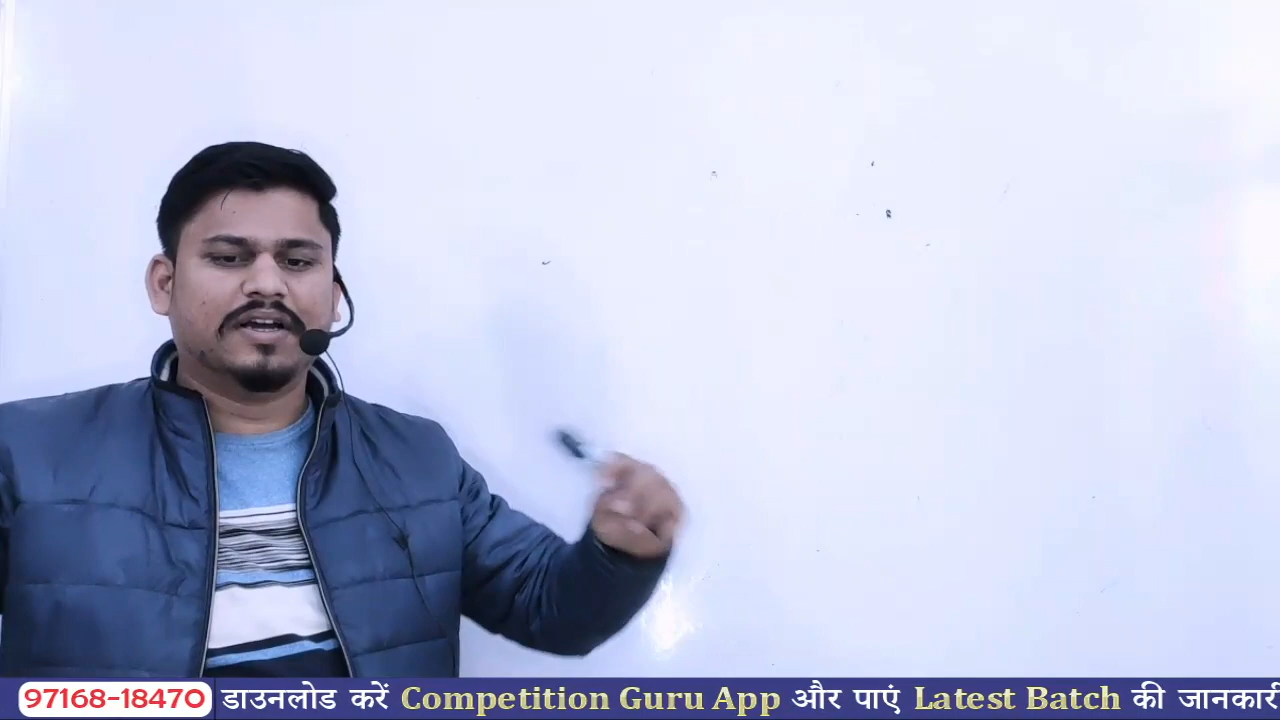 97168-18470 डाउनलोड करें Competition Guru App और पाएं Latest Batch की जानकारी